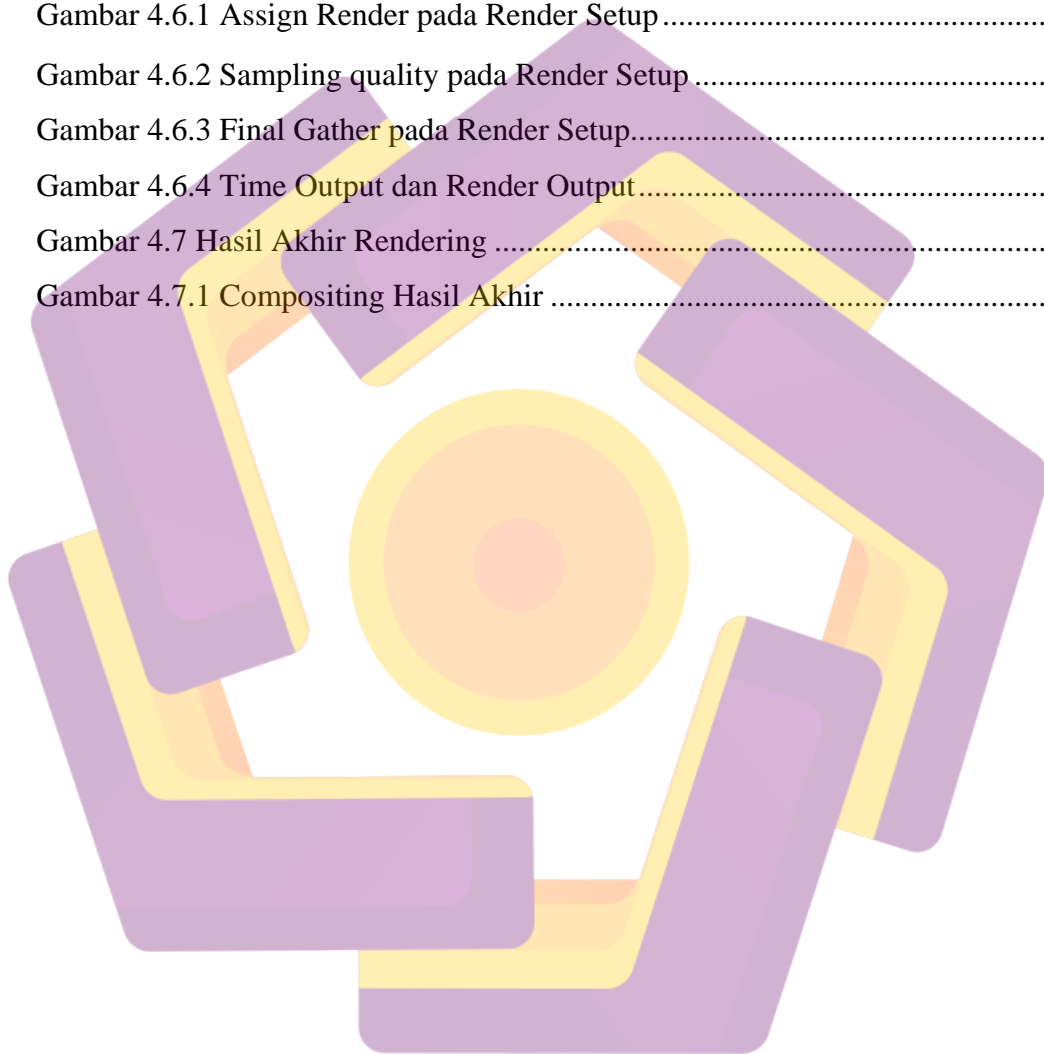 Gambar 4.6.1 Assign Render pada Render Setup ..........................................................
Gambar 4.6.2 Sampling quality pada Render Setup ......................................................
Gambar 4.6.3 Final Gather pada Render Setup..............................................................
Gambar 4.6.4 Time Output dan Render Output .............................................................
Gambar 4.7 Hasil Akhir Rendering ................................................................................
Gambar 4.7.1 Compositing Hasil Akhir .........................................................................